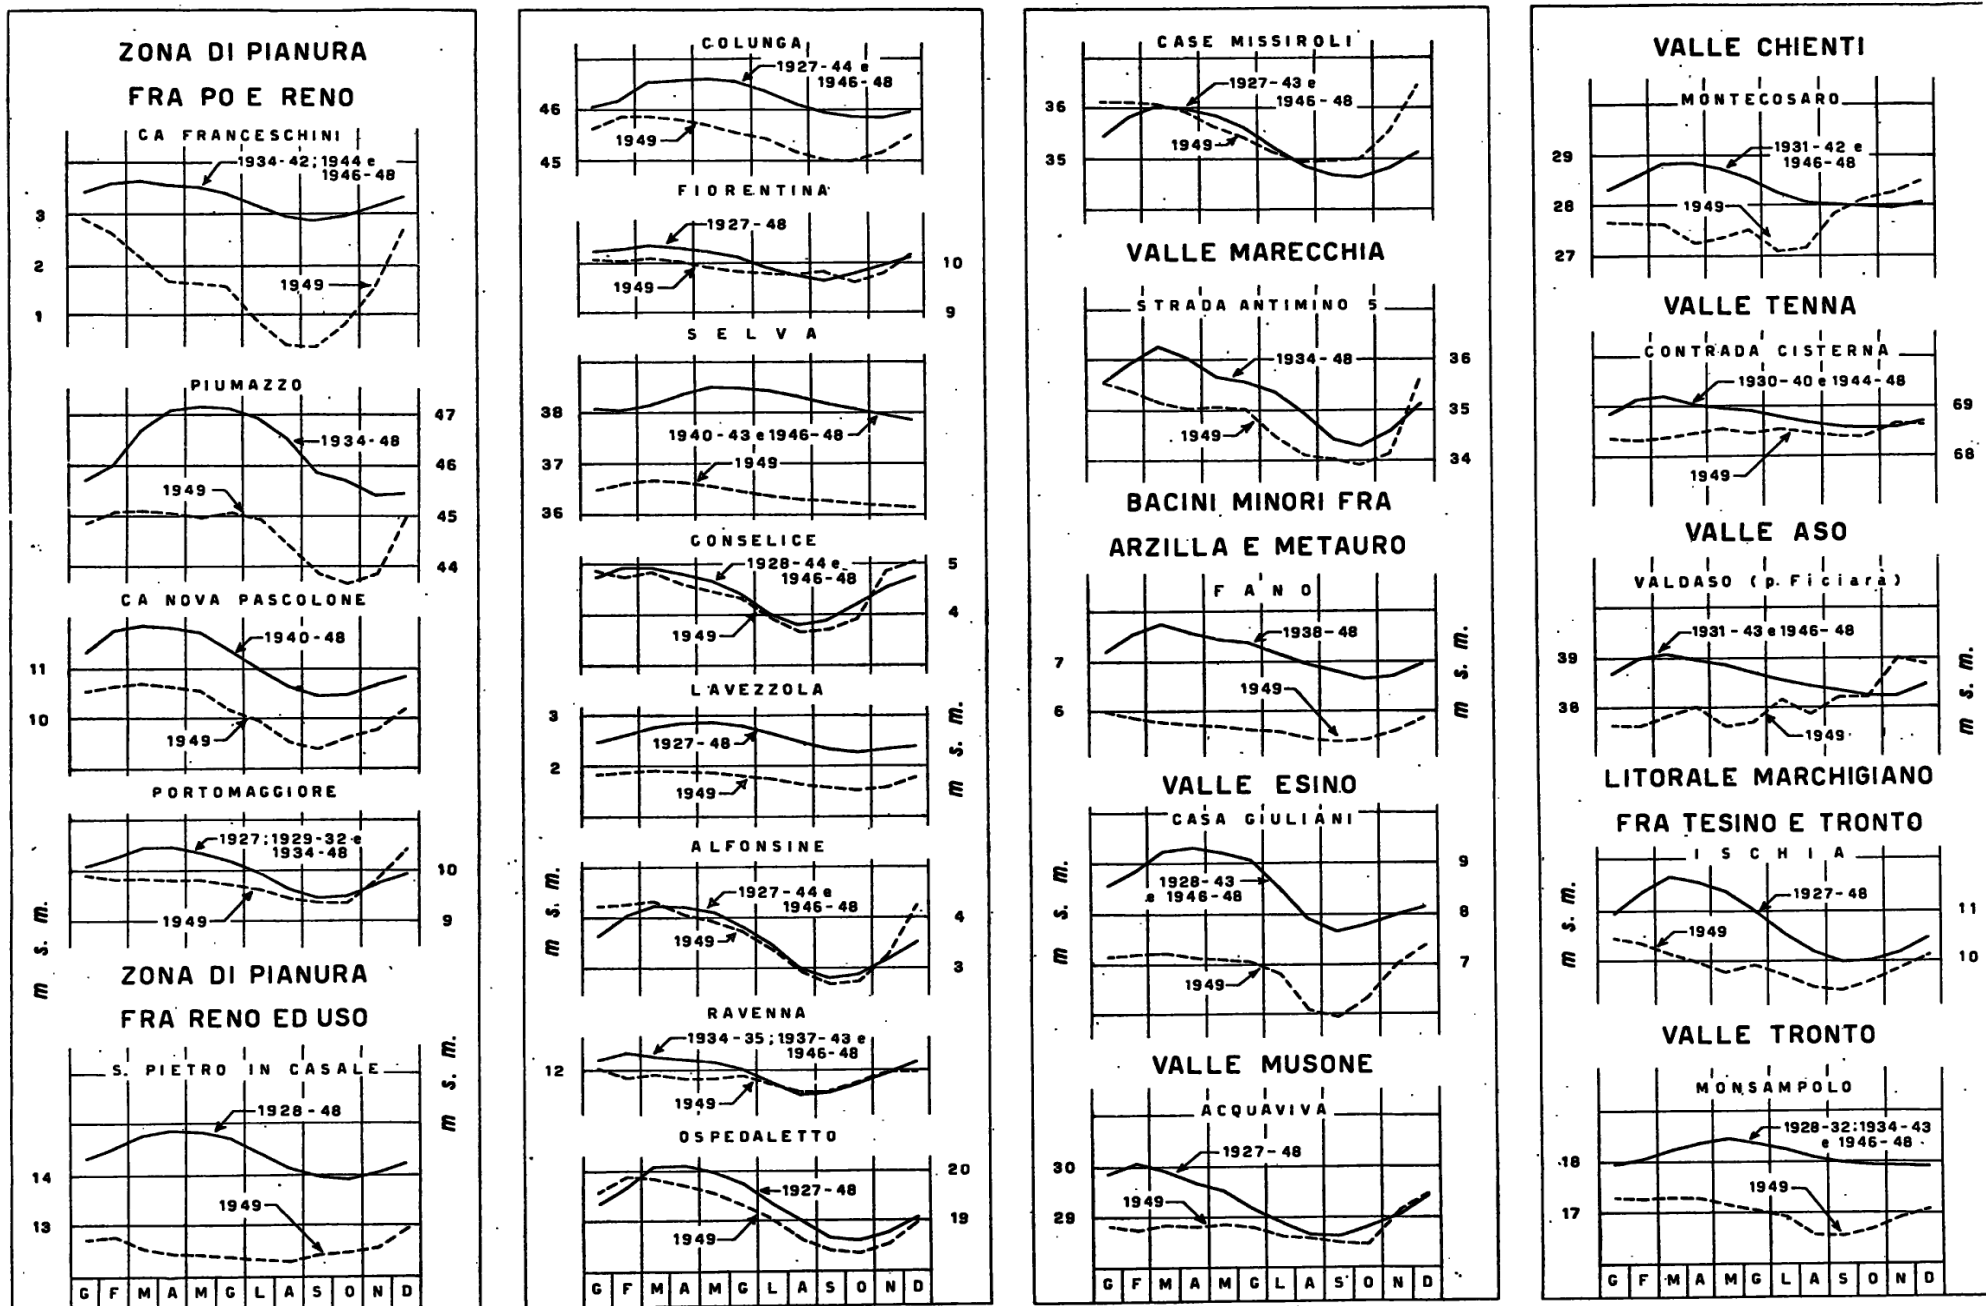 ZONA DI PIANURA
FRA PO E RENO
CA FRANCESCHINI
1934-42; 1944 e
1946-48
3
2
1949
1
PIUMAZZO
47
1934-48
46
1949
45
44
CA NOVA PASCOLONE
1940-48
11
10
1949
PORTOMAGGIORE
1927; 1929-32 e
1934-48
10
1949
9
m s. m.
ZONA DI PIANURA
FRA RENO ED USO
m s. m.
S. PIETRO IN CASALE
1928-48
14
1949
13
G F M A M G L A S O N D
COLUNGA
1927-44 e
1946-48
46
1949
45
FIORENTINA
1927-48
10
1949
9
SELVA
38
1940-43 e 1946-48
37
1949
36
CONSELICE
1928-44 e
1946-48
5
4
1949
LAVEZZOLA
3
1927-48
2
1949
m s. m.
ALFONSINE
1927-44 e
1946-48
4
1949
3
m s. m.
RAVENNA
1934-35; 1937-43 e
1946-48
12
1949
OSPEDALETTO
20
1927-48
19
1949
G F M A M G L A S O N D
CASE MISSIROLI
1927-43 e
1946-48
36
1949
35
VALLE MARECCHIA
STRADA ANTIMINO 5
1934-48
36
35
1949
34
BACINI MINORI FRA
ARZILLA E METAURO
FANO
1938-48
7
1949
6
m s. m.
VALLE ESINO
CASA GIULIANI
9
1928-43
e 1946-48
8
7
1949
m s. m.
VALLE MUSONE
ACQUAVIVA
1927-48
30
1949
29
G F M A M G L A S O N D
VALLE CHIENTI
MONTECOSARO
1931-42 e
1946-48
29
28
1949
27
VALLE TENNA
CONTRADA CISTERNA
1930-40 e 1944-48
69
68
1949
VALLE ASO
VALDASO (p. Ficiarà)
1931-43 e 1946-48
39
38
1949
m s. m.
LITORALE MARCHIGIANO
FRA TESINO E TRONTO
ISCHIA
1927-48
11
1949
10
m s. m.
VALLE TRONTO
MONSAMPOLO
1928-32; 1934-43
e 1946-48
18
1949
17
G F M A M G L A S O N D